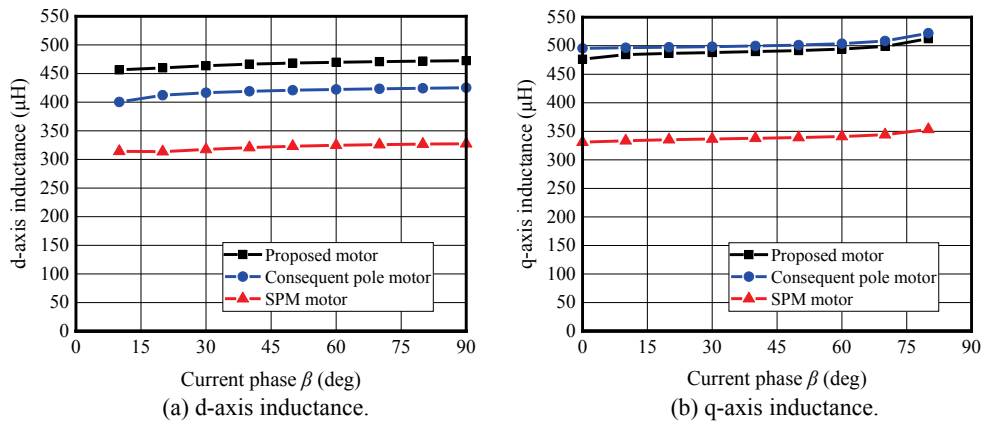 550
500
450
400
350
300
250
200
150
100
50
0
d-axis inductance (μH)
Proposed motor
Consequent pole motor
SPM motor
0 15 30 45 60 75 90
Current phase β (deg)
(a) d-axis inductance.
550
500
450
400
350
300
250
200
150
100
50
0
q-axis inductance (μH)
Proposed motor
Consequent pole motor
SPM motor
0 15 30 45 60 75 90
Current phase β (deg)
(b) q-axis inductance.